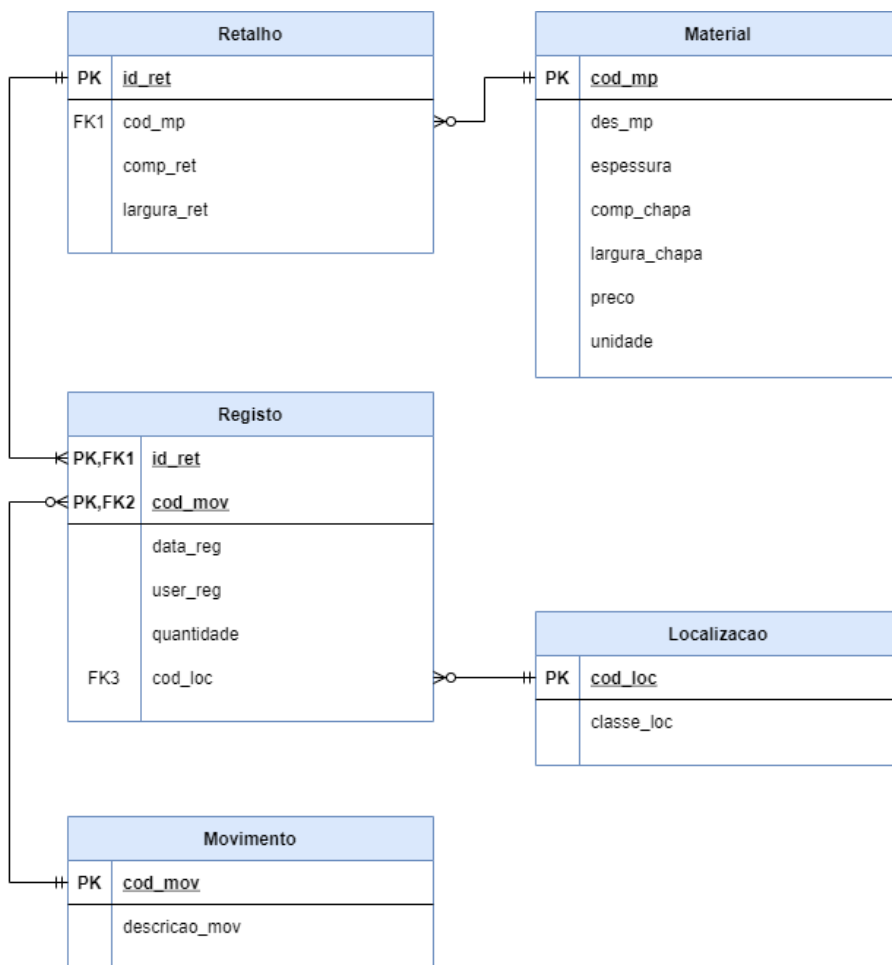 Retalho
PK id_ret
FK1 cod_mp
comp_ret
largura_ret
Material
PK cod_mp
des_mp
espessura
comp_chapa
largura_chapa
preco
unidade
Registo
PK,FK1 id_ret
PK,FK2 cod_mov
data_reg
user_reg
quantidade
FK3 cod_loc
Localizacao
PK cod_loc
classe_loc
Movimento
PK cod_mov
descricao_mov